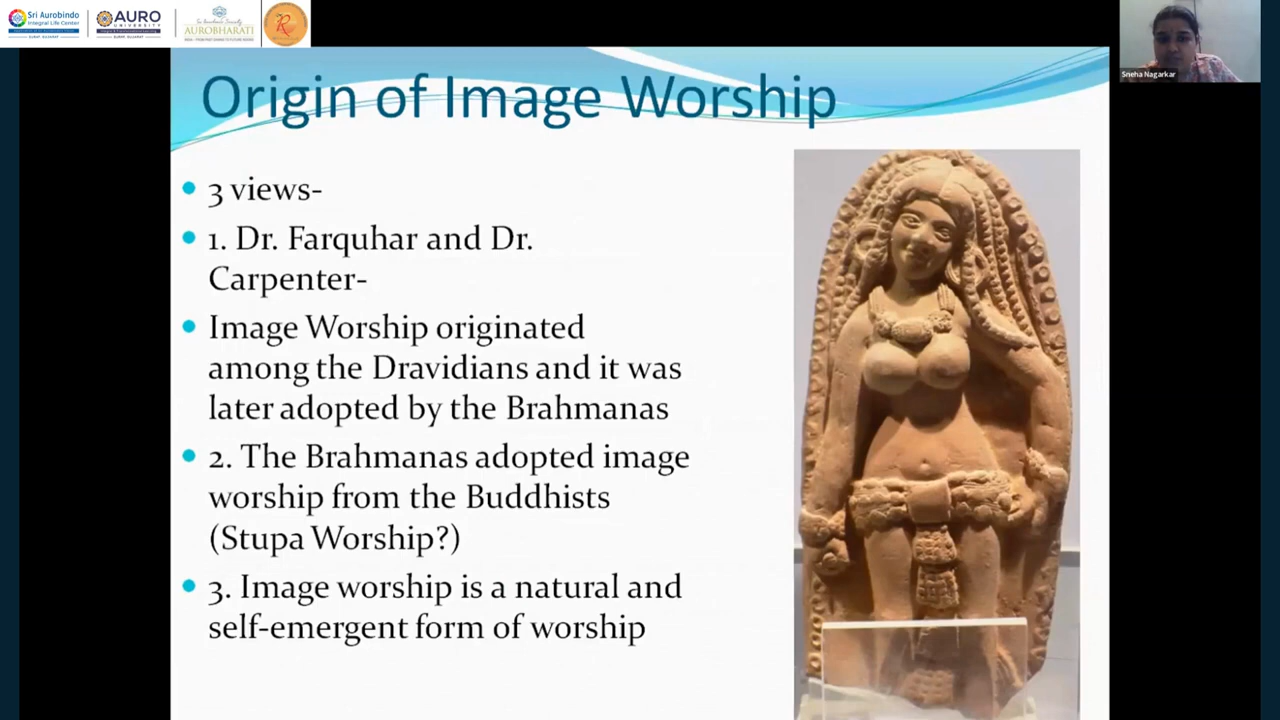 Sri Aurobindo
Integral Life Center
AURO
UNIVERSITY
Sri Aurobindo Society
AUROBHARATI
Sneha Nagarkar
Origin of Image Worship
3 views-
1. Dr. Farquhar and Dr.
Carpenter-
Image Worship originated
among the Dravidians and it was
later adopted by the Brahmanas
2. The Brahmanas adopted image
worship from the Buddhists
(Stupa Worship?)
3. Image worship is a natural and
self-emergent form of worship